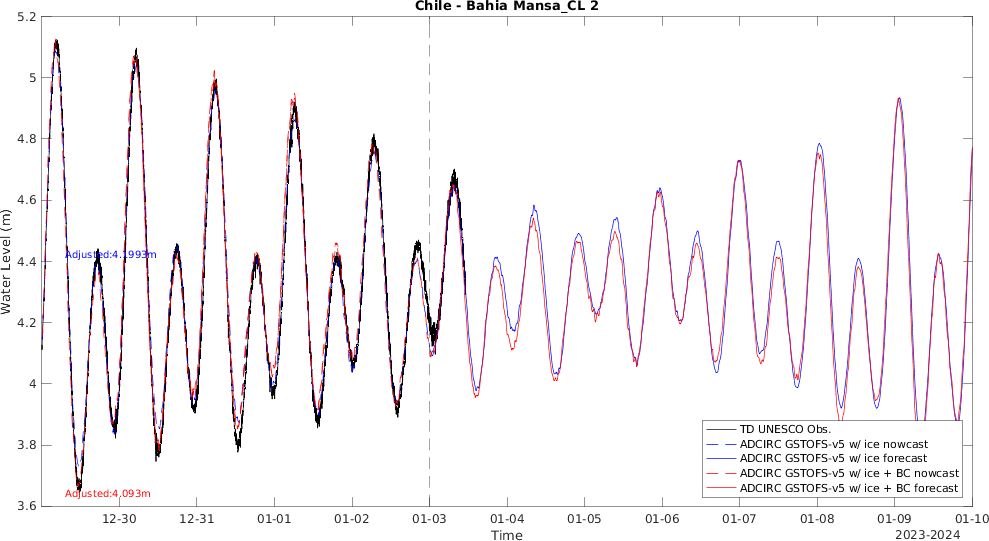 Chile - Bahia Mansa_CL 2
Water Level (m)
5.2
5
4.8
4.6
4.4
4.2
4
3.8
3.6
Adjusted:4.1993m
Adjusted:4.093m
TD UNESCO Obs.
ADCIRC GSTOFS-v5 w/ ice nowcast
ADCIRC GSTOFS-v5 w/ ice forecast
ADCIRC GSTOFS-v5 w/ ice + BC nowcast
ADCIRC GSTOFS-v5 w/ ice + BC forecast
12-30 12-31 01-01 01-02 01-03 01-04 01-05 01-06 01-07 01-08 01-09 01-10
Time
2023-2024